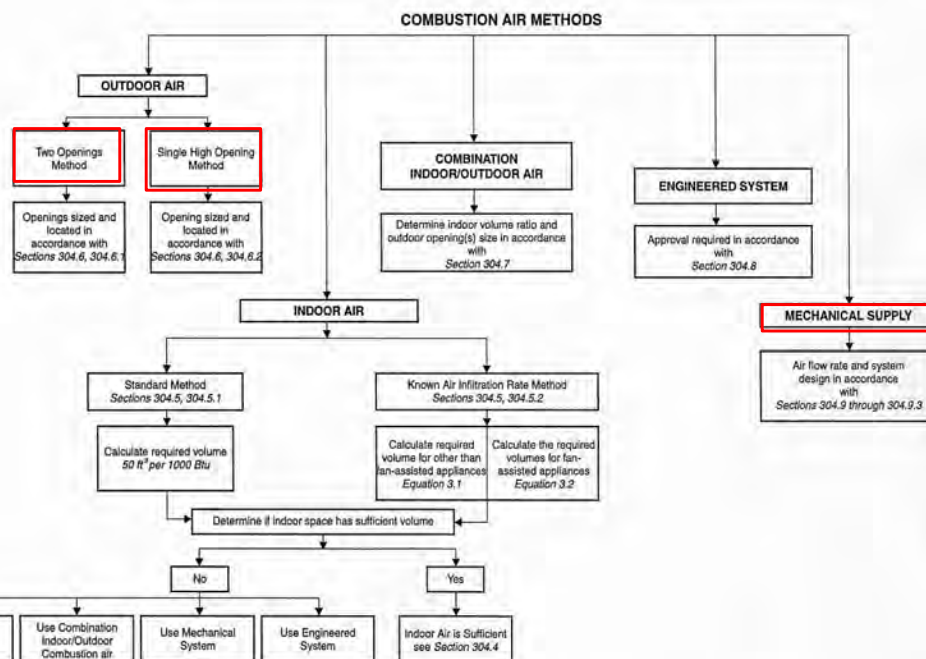 COMBUSTION AIR METHODS
OUTDOOR AIR
Two Openings
Method
Single High Opening
Method
Openings sized and
located in
accordance with
Sections 304.6, 304.6.1
Opening sized and
located in
accordance with
Sections 304.6, 304.6.2
COMBINATION
INDOOR/OUTDOOR AIR
Determine indoor volume ratio and
outdoor opening(s) size in accordance
with
Section 304.7
ENGINEERED SYSTEM
Approval required in accordance
with
Section 304.8
MECHANICAL SUPPLY
Air flow rate and system
design in accordance
with
Sections 304.9 through 304.9.3
INDOOR AIR
Standard Method
Sections 304.5, 304.5.1
Known Air Infiltration Rate Method
Sections 304.5, 304.5.2
Calculate required volume
50 ft³ per 1000 Btu
Calculate required
volume for other than
fan-assisted appliances
Equation 3.1
Calculate the required
volumes for fan-
assisted appliances
Equation 3.2
Determine if indoor space has sufficient volume
No
Yes
Use Combination
Indoor/Outdoor
Combustion air
Use Mechanical
System
Use Engineered
System
Indoor Air is Sufficient
see Section 304.4